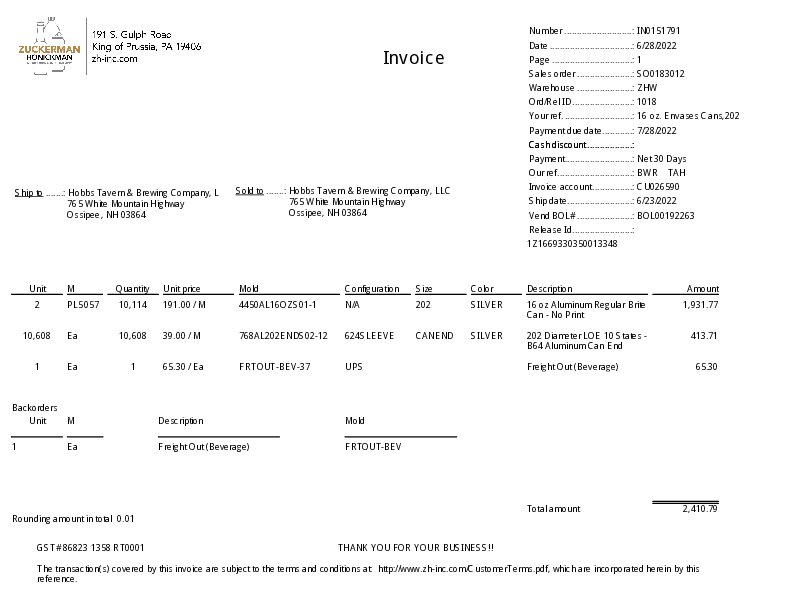 ZUCKERMAN
HONICKMAN
191 S. Gulph Road
King of Prussia, PA 19406
zh-inc.com
Invoice
Number..........................: IN0151791
Date..............................: 6/28/2022
Page..............................: 1
Sales order....................: SO0183012
Warehouse....................: ZHW
Ord/Rel ID......................: 1018
Your ref..........................: 16 oz. Envases Cans,202
Payment due date...........: 7/28/2022
Cash discount.................:
Payment.........................: Net 30 Days
Our ref............................: BWR TAH
Invoice account...............: CU026590
Ship date........................: 6/23/2022
Vend BOL#.....................: BOL00192263
Release Id.......................:
1Z1669330350013348
Ship to .......: Hobbs Tavern & Brewing Company, L
765 White Mountain Highway
Ossipee, NH 03864
Sold to .......: Hobbs Tavern & Brewing Company, LLC
765 White Mountain Highway
Ossipee, NH 03864
Unit M Quantity Unit price Mold Configuration Size Color Description Amount
2 PL5057 10,114 191.00 / M 4450AL16OZS01-1 N/A 202 SILVER 16 oz Aluminum Regular Brite 1,931.77
Can - No Print
10,608 Ea 10,608 39.00 / M 768AL202ENDS02-12 624SLEEVE CANEND SILVER 202 Diameter LOE 10 States - 413.71
B64 Aluminum Can End
1 Ea 1 65.30 / Ea FRTOUT-BEV-37 UPS Freight Out (Beverage) 65.30
Backorders
Unit M Description Mold
1 Ea Freight Out (Beverage) FRTOUT-BEV
Total amount 2,410.79
Rounding amount in total 0.01
GST #86823 1358 RT0001 THANK YOU FOR YOUR BUSINESS!!
The transaction(s) covered by this invoice are subject to the terms and conditions at: http://www.zh-inc.com/CustomerTerms.pdf, which are incorporated herein by this
reference.